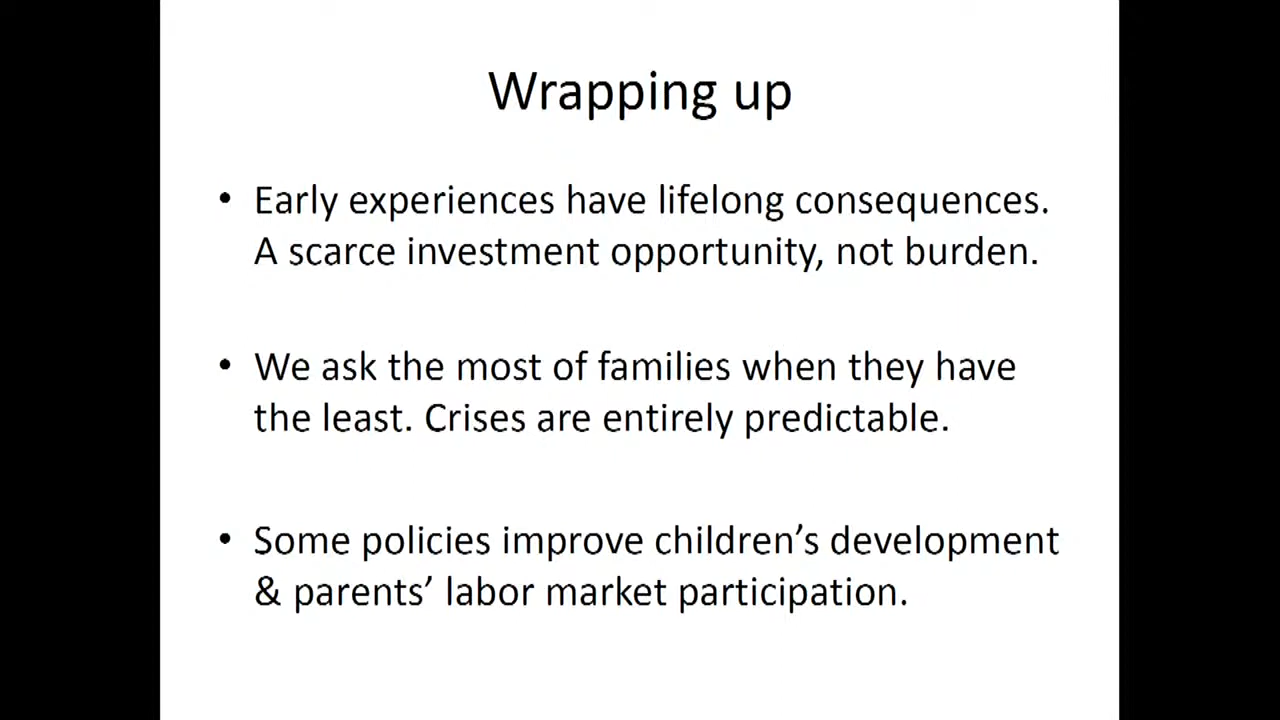 Wrapping up
• Early experiences have lifelong consequences.
A scarce investment opportunity, not burden.
• We ask the most of families when they have
the least. Crises are entirely predictable.
• Some policies improve children’s development
& parents’ labor market participation.